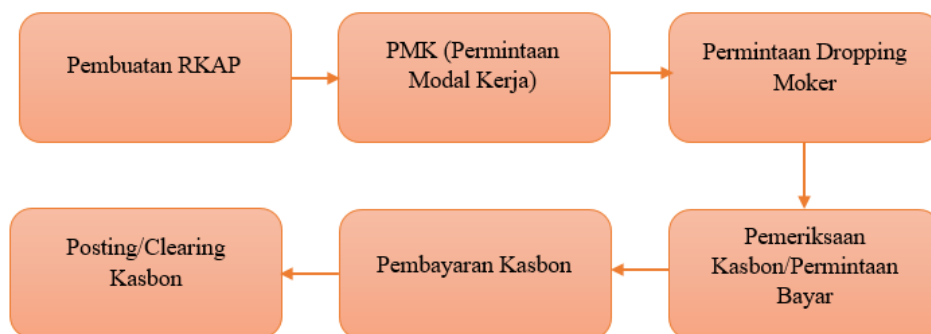 Pembuatan RKAP
PMK (Permintaan
Modal Kerja)
Permintaan Dropping
Moker
Pemeriksaan
Kasbon/Permintaan
Bayar
Pembayaran Kasbon
Posting/Clearing
Kasbon